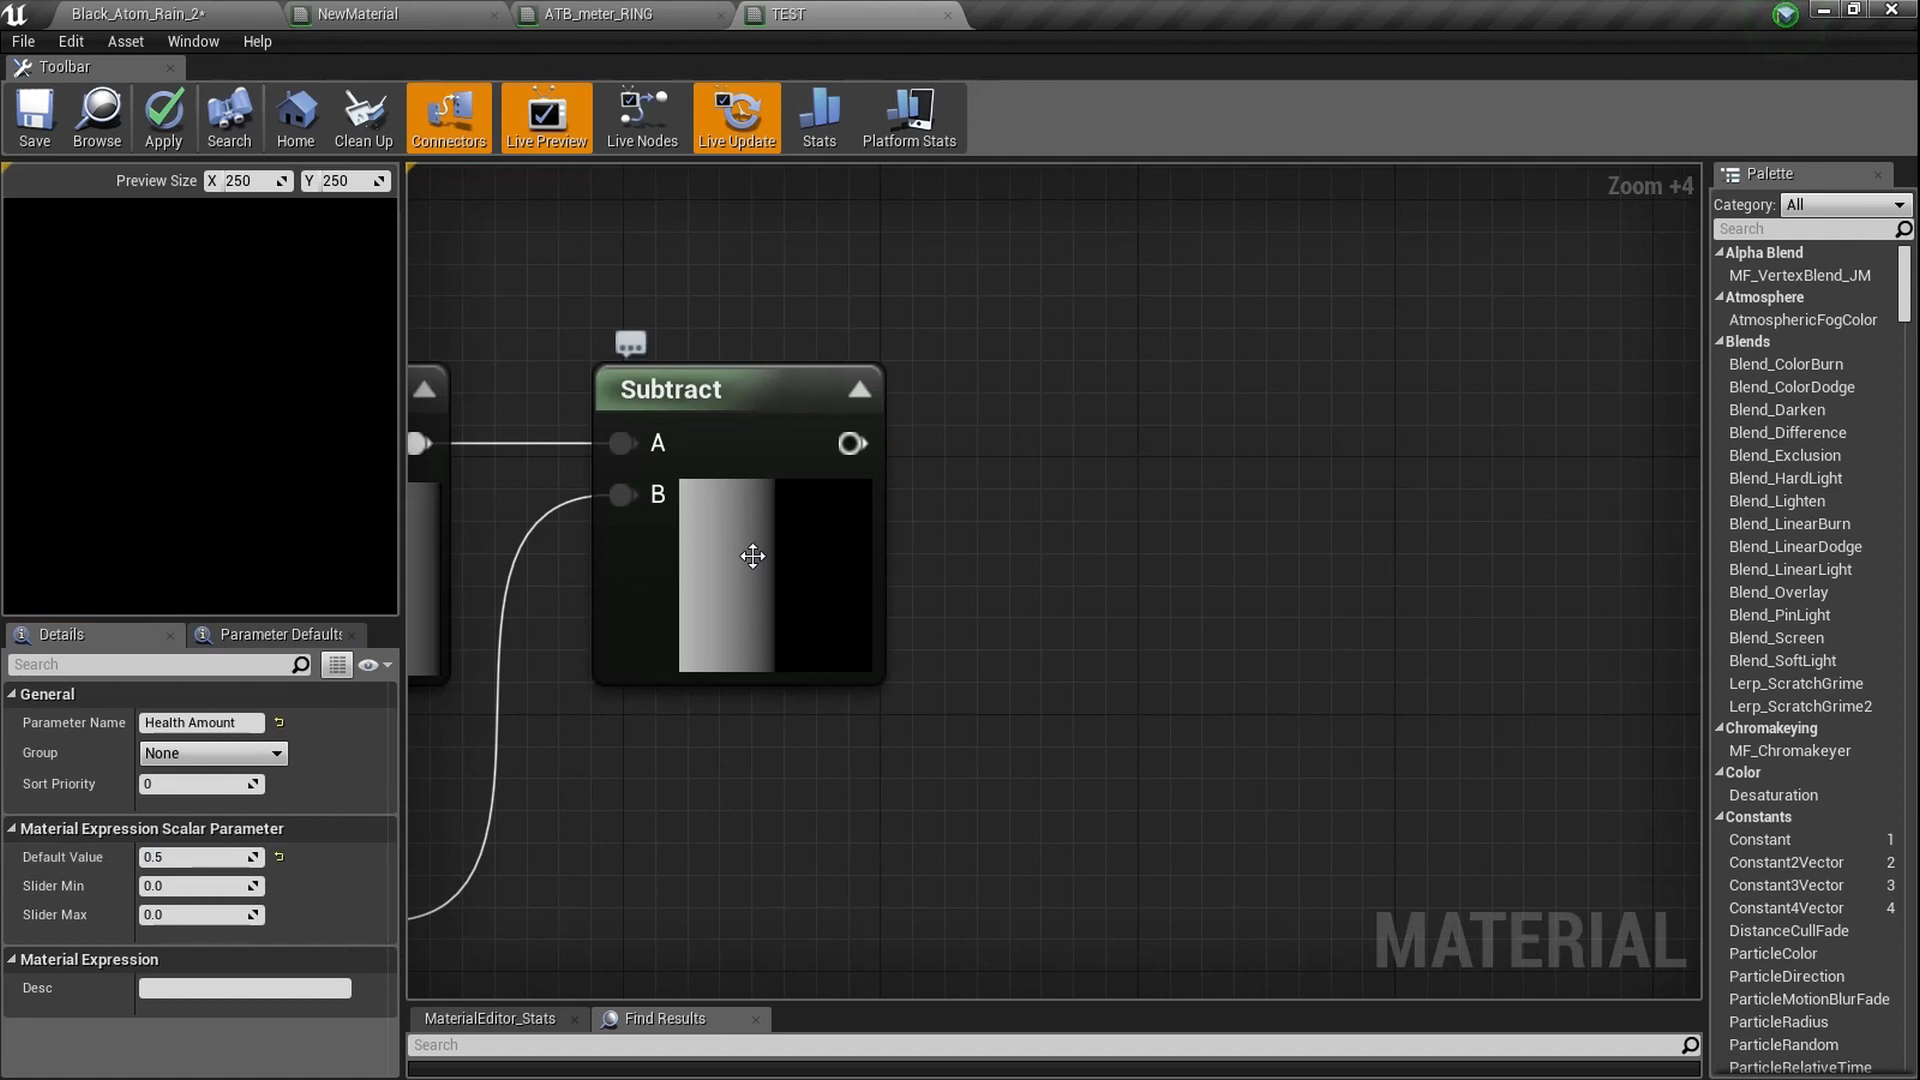 Black_Atom_Rain_2*
NewMaterial
ATB_meter_RING
TEST
File Edit Asset Window Help
Toolbar
Save Browse Apply Search Home Clean Up Connectors Live Preview Live Nodes Live Update Stats Platform Stats
Preview Size X 250 Y 250
Zoom +4
Subtract
A
B
MATERIAL
Details
Parameter Defaults
Search
General
Parameter Name Health Amount
Group None
Sort Priority 0
Material Expression Scalar Parameter
Default Value 0.5
Slider Min 0.0
Slider Max 0.0
Material Expression
Desc
MaterialEditor_Stats
Find Results
Search
Palette
Category: All
Search
Alpha Blend
MF_VertexBlend_JM
Atmosphere
AtmosphericFogColor
Blends
Blend_ColorBurn
Blend_ColorDodge
Blend_Darken
Blend_Difference
Blend_Exclusion
Blend_HardLight
Blend_Lighten
Blend_LinearBurn
Blend_LinearDodge
Blend_LinearLight
Blend_Overlay
Blend_PinLight
Blend_Screen
Blend_SoftLight
Lerp_ScratchGrime
Lerp_ScratchGrime2
Chromakeying
MF_Chromakeyer
Color
Desaturation
Constants
Constant 1
Constant2Vector 2
Constant3Vector 3
Constant4Vector 4
DistanceCullFade
ParticleColor
ParticleDirection
ParticleMotionBlurFade
ParticleRadius
ParticleRandom
ParticleRelativeTime